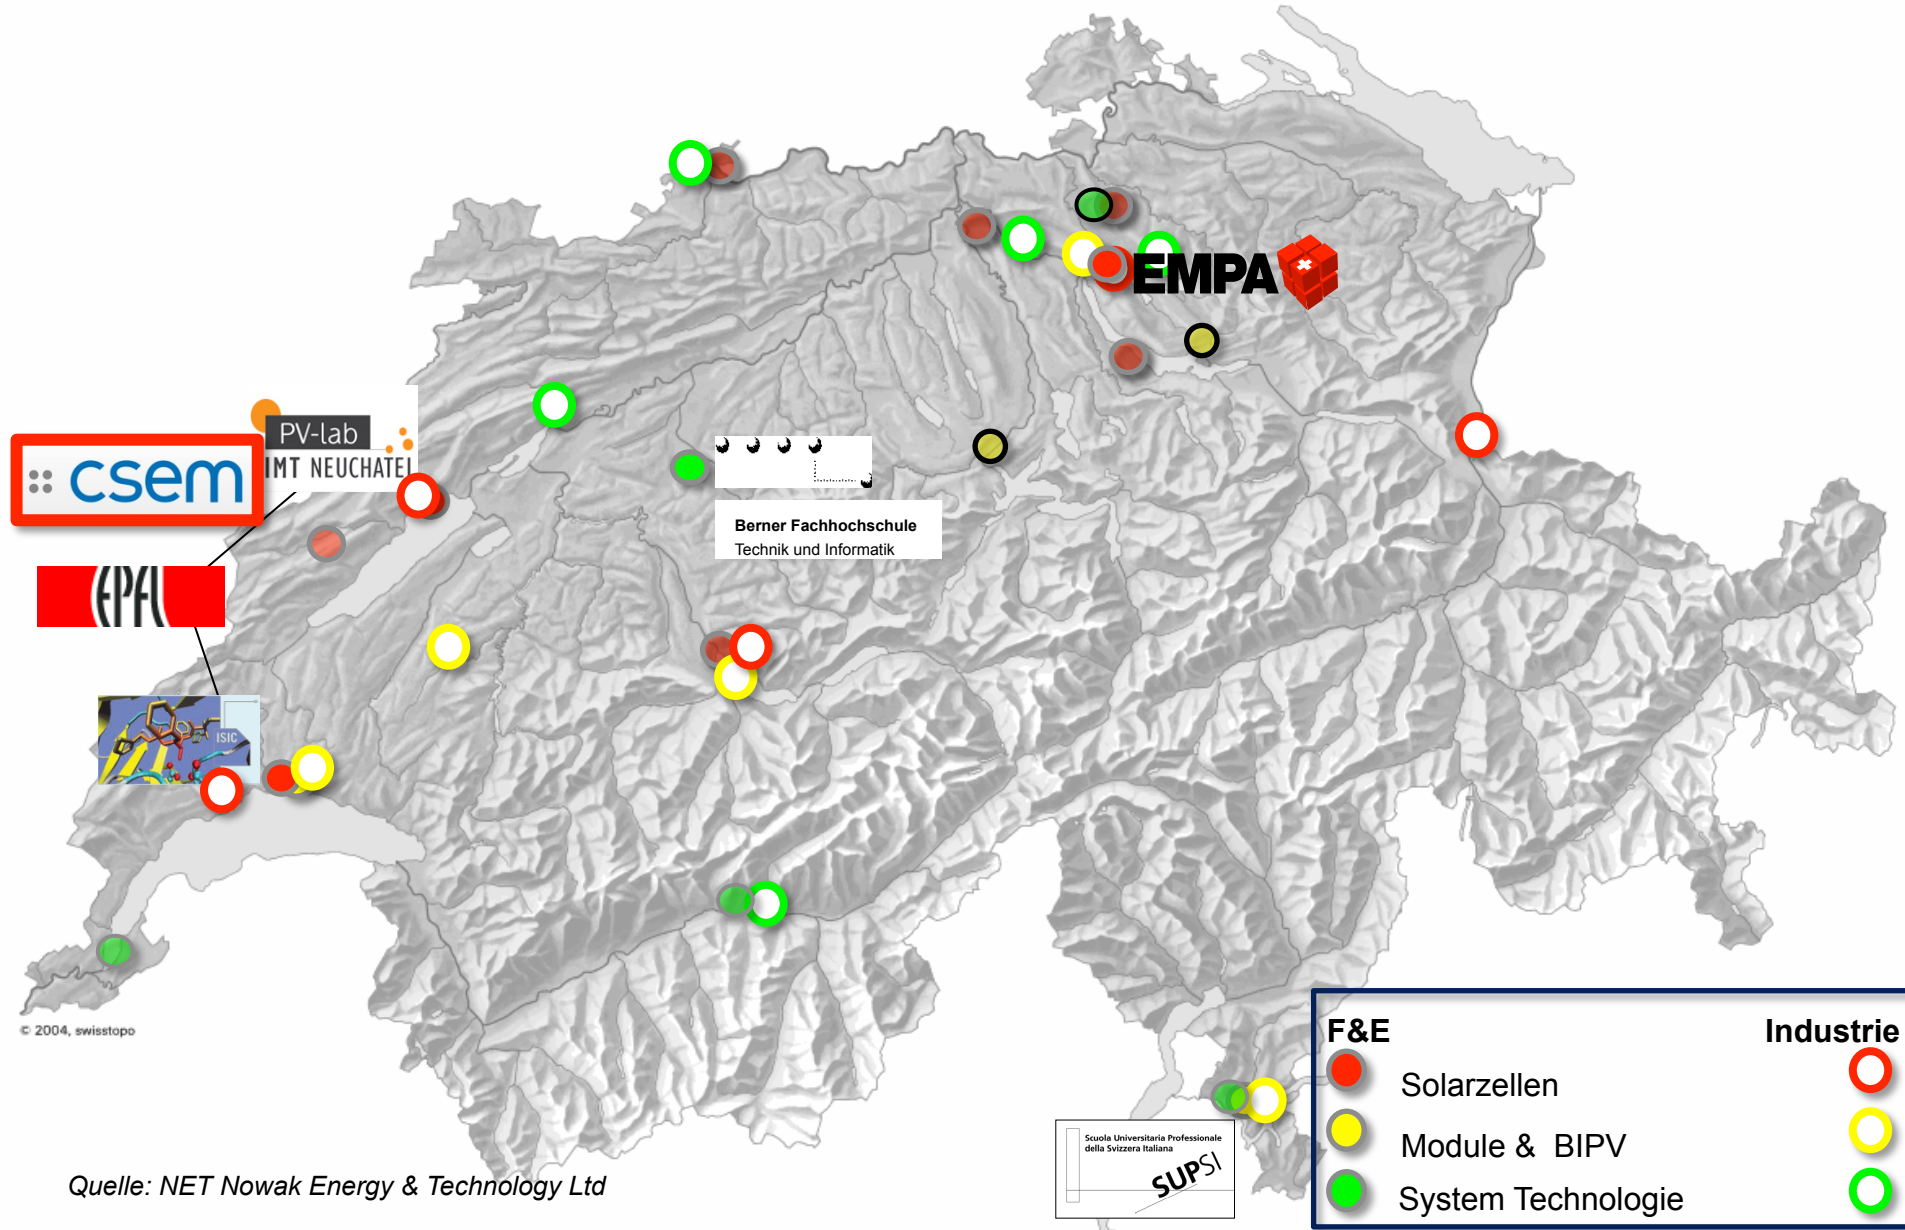 EMPA
PV-lab
IMT NEUCHATEL
csem
Berner Fachhochschule
Technik und Informatik
EPFL
ISIC
© 2004, swisstopo
F&E
Industrie
Solarzellen
Module & BIPV
System Technologie
Scuola Universitaria Professionale
della Svizzera Italiana
SUPSI
Quelle: NET Nowak Energy & Technology Ltd